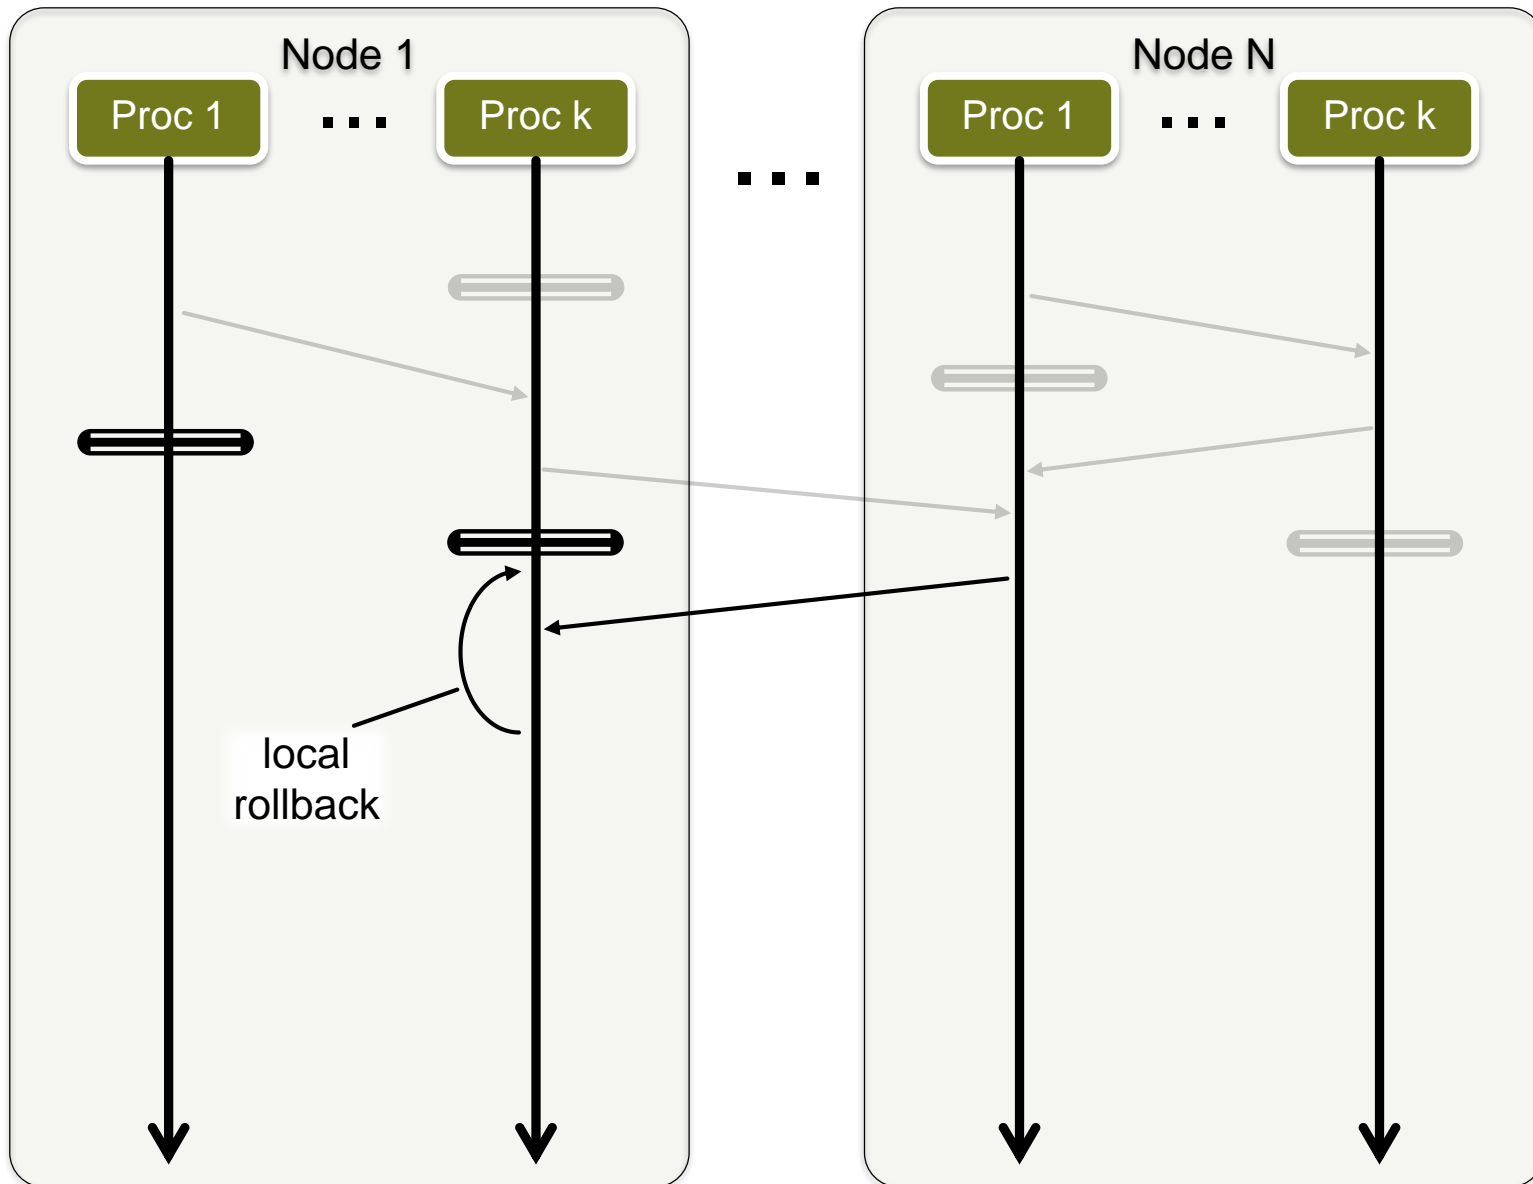 Node 1
Proc 1
...
Proc k
...
Node N
Proc 1
...
Proc k
local
rollback